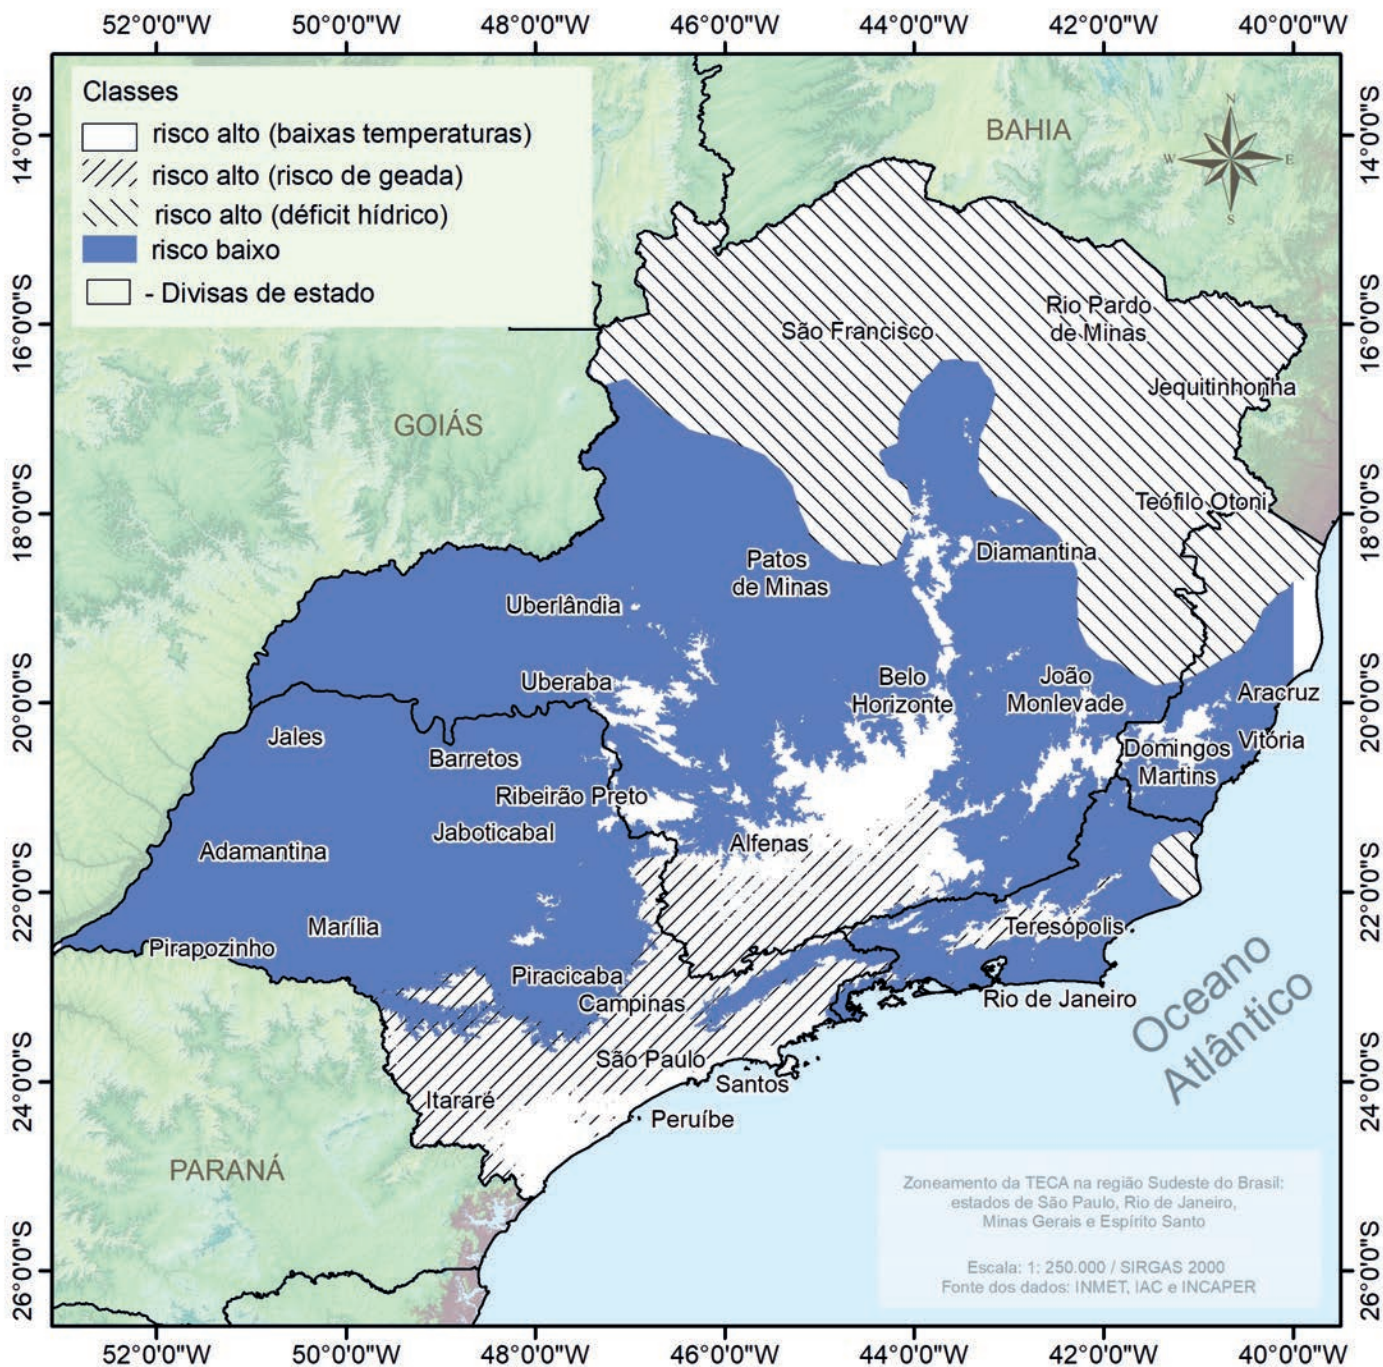 52°0'0"W 50°0'0"W 48°0'0"W 46°0'0"W 44°0'0"W 42°0'0"W 40°0'0"W
Classes
risco alto (baixas temperaturas)
risco alto (risco de geada)
risco alto (déficit hídrico)
risco baixo
- Divisas de estado
BAHIA
N
W E
S
14°0'0"S 14°0'0"S
16°0'0"S 16°0'0"S
18°0'0"S 18°0'0"S
20°0'0"S 20°0'0"S
22°0'0"S 22°0'0"S
24°0'0"S 24°0'0"S
26°0'0"S 26°0'0"S
São Francisco
Rio Pardo
de Minas
Jequitinhonha
GOIÁS
Teófilo Otoni
Diamantina
Patos
de Minas
Uberlândia
Uberaba
Belo
Horizonte
João
Monlevade
Aracruz
Jales
Barretos
Domingos
Martins
Vitória
Ribeirão Preto
Jaboticabal
Alfenas
Adamantina
Marília
Teresópolis
Pirapozinho
Piracicaba
Campinas
Rio de Janeiro
Oceano
Atlântico
São Paulo
Santos
Itararé
Peruíbe
PARANÁ
Zoneamento da TECA na região Sudeste do Brasil:
estados de São Paulo, Rio de Janeiro,
Minas Gerais e Espírito Santo
Escala: 1: 250.000 / SIRGAS 2000
Fonte dos dados: INMET, IAC e INCAPER
52°0'0"W 50°0'0"W 48°0'0"W 46°0'0"W 44°0'0"W 42°0'0"W 40°0'0"W